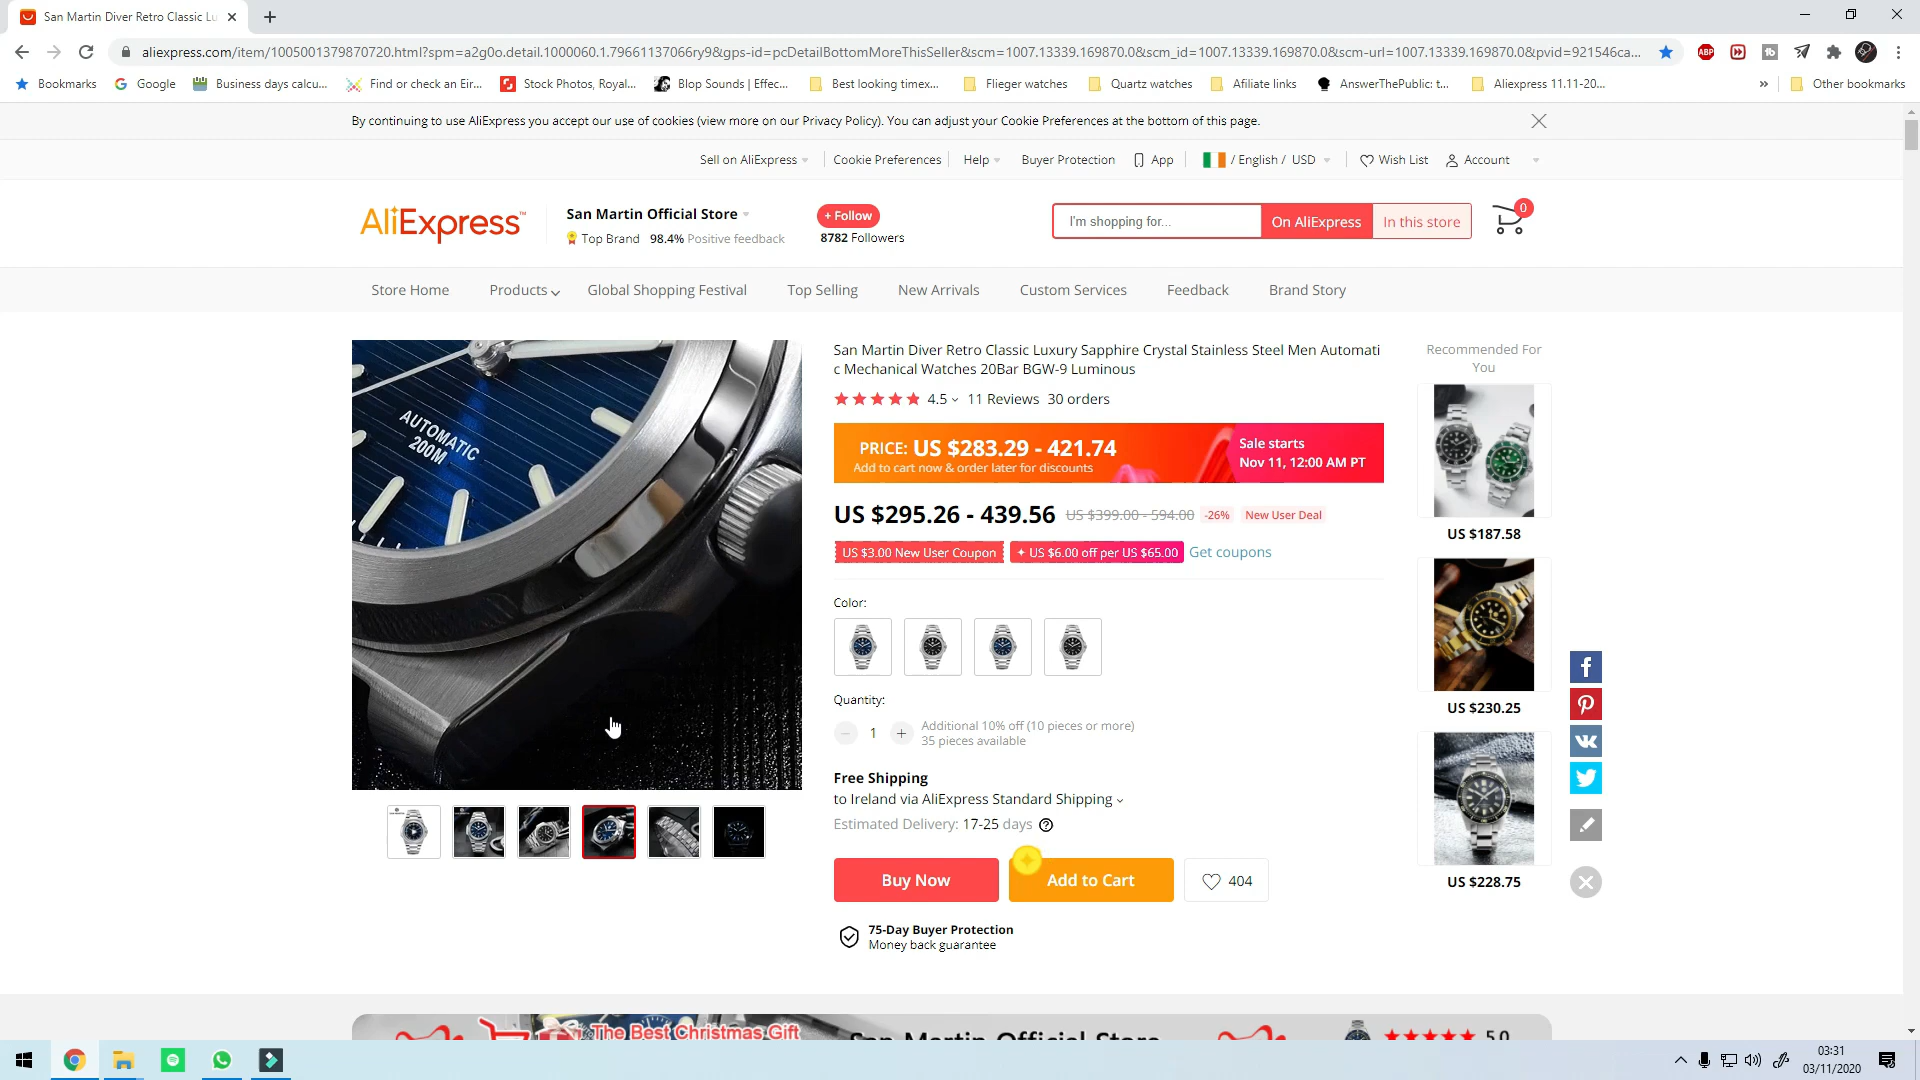 San Martin Diver Retro Classic Lu
aliexpress.com/item/1005001379870720.html?spm=a2g0o.detail.1000060.1.79661137066ry9&gps-id=pcDetailBottomMoreThisSeller&scm=1007.13339.169870.0&scm_id=1007.13339.169870.0&scm-url=1007.13339.169870.0&pvid=921546ca...
Bookmarks Google Business days calcu... Find or check an Eir... Stock Photos, Royal... Blop Sounds | Effec... Best looking timex... Flieger watches Quartz watches Afiliate links AnswerThePublic: t... Aliexpress 11.11-20... » Other bookmarks
By continuing to use AliExpress you accept our use of cookies (view more on our Privacy Policy). You can adjust your Cookie Preferences at the bottom of this page.
Sell on AliExpress Cookie Preferences Help Buyer Protection App / English / USD Wish List Account
AliExpress™
San Martin Official Store
Top Brand 98.4% Positive feedback
+ Follow
8782 Followers
I'm shopping for... On AliExpress In this store
0
Store Home Products Global Shopping Festival Top Selling New Arrivals Custom Services Feedback Brand Story
AUTOMATIC
200M
San Martin Diver Retro Classic Luxury Sapphire Crystal Stainless Steel Men Automati
c Mechanical Watches 20Bar BGW-9 Luminous
4.5 11 Reviews 30 orders
PRICE: US $283.29 - 421.74
Add to cart now & order later for discounts
Sale starts
Nov 11, 12:00 AM PT
US $295.26 - 439.56 US $399.00 - 594.00 -26% New User Deal
US $3.00 New User Coupon US $6.00 off per US $65.00 Get coupons
Color:
Quantity:
1
Additional 10% off (10 pieces or more)
35 pieces available
Free Shipping
to Ireland via AliExpress Standard Shipping
Estimated Delivery: 17-25 days
Buy Now Add to Cart 404
75-Day Buyer Protection
Money back guarantee
Recommended For
You
US $187.58
US $230.25
US $228.75
The Best Christmas Gift
San Martin Official Store
5.0
03:31
03/11/2020